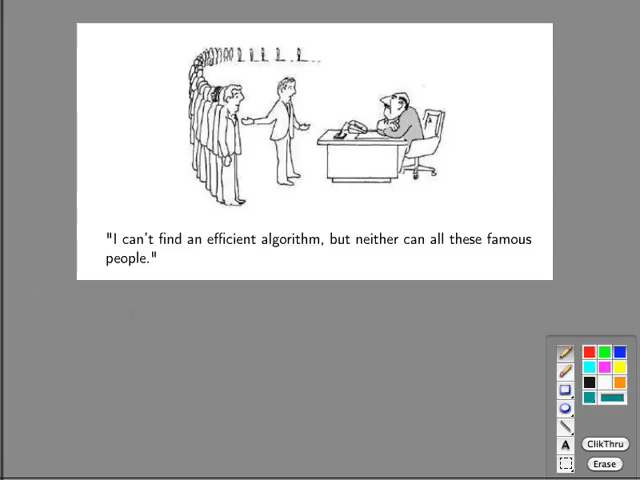 "I can't find an efficient algorithm, but neither can all these famous
people."
A
ClikThru
Erase